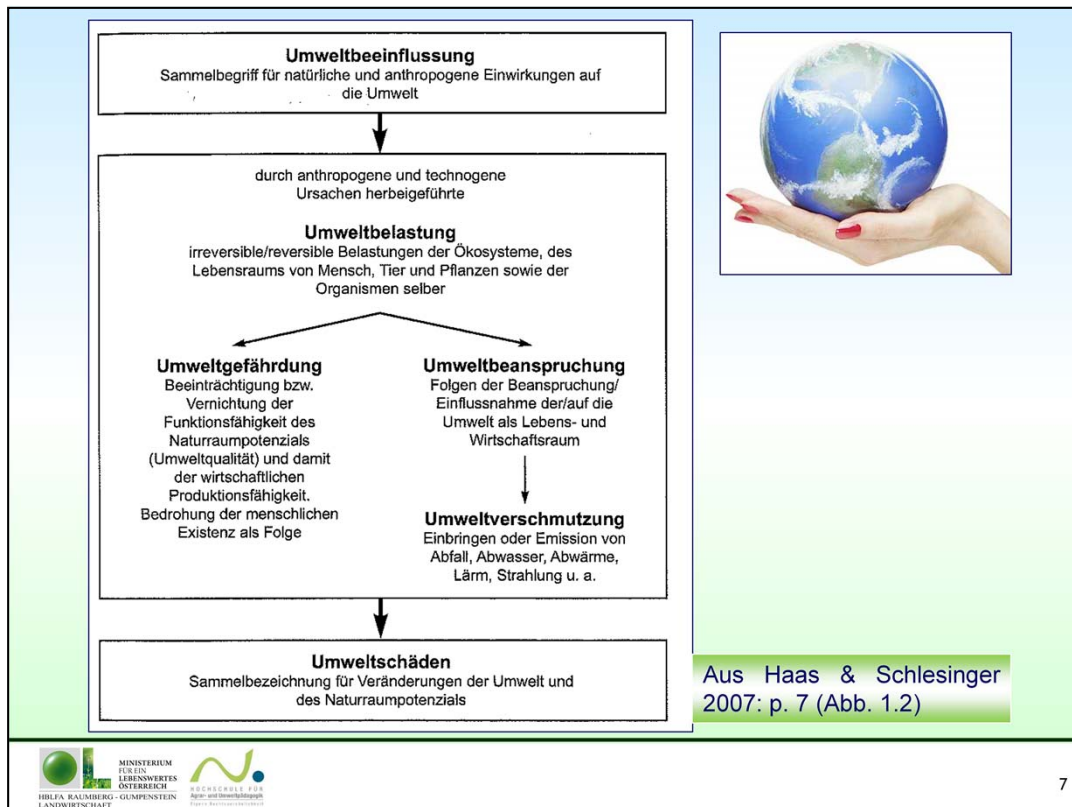 Umweltbeeinflussung
Sammelbegriff für natürliche und anthropogene Einwirkungen auf
die Umwelt
durch anthropogene und technogene
Ursachen herbeigeführte
Umweltbelastung
irreversible/reversible Belastungen der Ökosysteme, des
Lebensraums von Mensch, Tier und Pflanzen sowie der
Organismen selber
Umweltgefährdung
Beeinträchtigung bzw.
Vernichtung der
Funktionsfähigkeit des
Naturraumpotenzials
(Umweltqualität) und damit
der wirtschaftlichen
Produktionsfähigkeit.
Bedrohung der menschlichen
Existenz als Folge
Umweltbeanspruchung
Folgen der Beanspruchung/
Einflussnahme der/auf die
Umwelt als Lebens- und
Wirtschaftsraum
Umweltverschmutzung
Einbringen oder Emission von
Abfall, Abwasser, Abwärme,
Lärm, Strahlung u. a.
Umweltschäden
Sammelbezeichnung für Veränderungen der Umwelt und
des Naturraumpotenzials
Aus Haas & Schlesinger
2007: p. 7 (Abb. 1.2)
MINISTERIUM
FÜR EIN
LEBENSWERTES
ÖSTERREICH
HBLFA RAUMBERG - GUMPENSTEIN
LANDWIRTSCHAFT
HOCHSCHULE FÜR
Agrar- und Umweltpädagogik
7